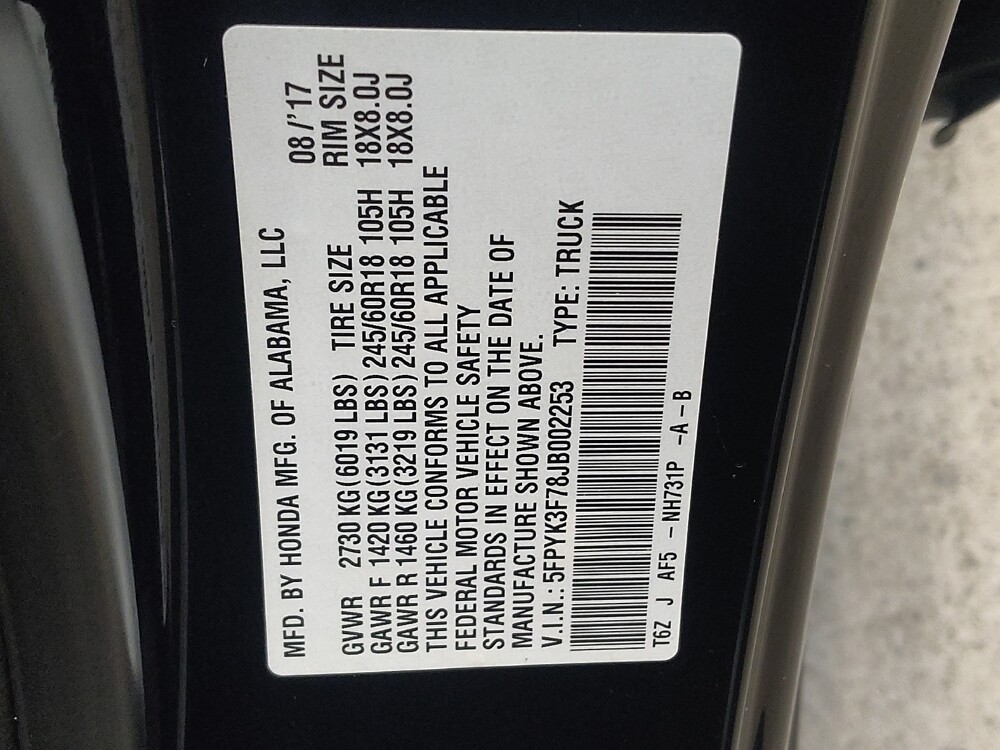 MFD. BY HONDA MFG. OF ALABAMA, LLC 08/'17
GVWR 2730 KG(6019 LBS) TIRE SIZE RIM SIZE
GAWR F 1420 KG(3131 LBS) 245/60R18 105H 18X8.0J
GAWR R 1460 KG(3219 LBS) 245/60R18 105H 18X8.0J
THIS VEHICLE CONFORMS TO ALL APPLICABLE
FEDERAL MOTOR VEHICLE SAFETY
STANDARDS IN EFFECT ON THE DATE OF
MANUFACTURE SHOWN ABOVE.
V.I.N.: 5FPYK3F78JB002253 TYPE: TRUCK
T6Z J AF5 - NH731P -A-B